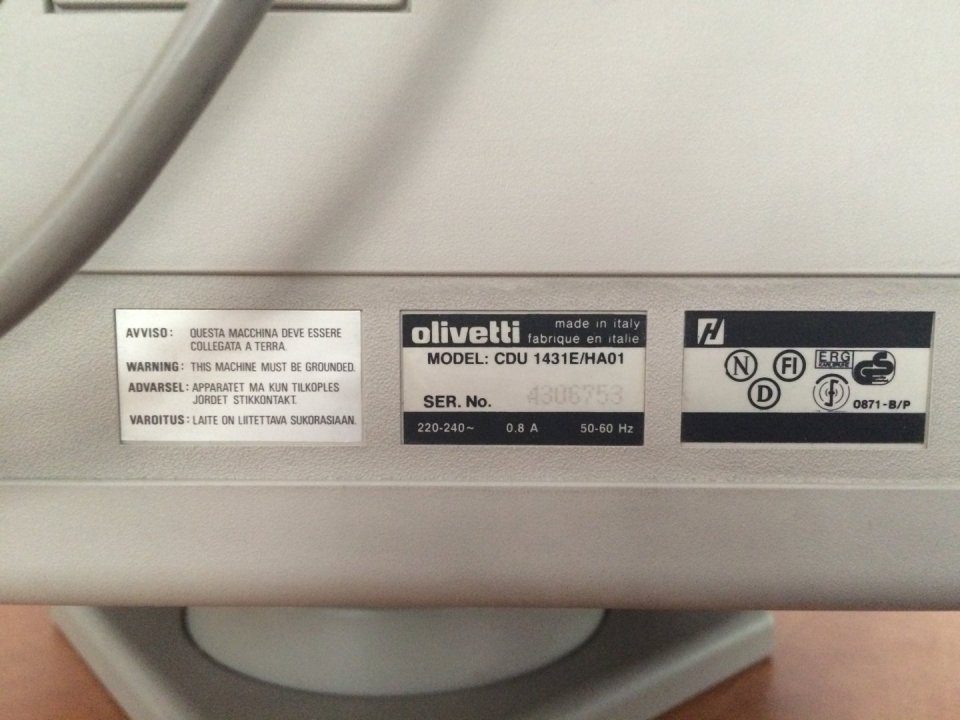 AVVISO: QUESTA MACCHINA DEVE ESSERE
COLLEGATA A TERRA.
WARNING: THIS MACHINE MUST BE GROUNDED.
ADVARSEL: APPARATET MA KUN TILKOPLES
JORDET STIKKONTAKT.
VAROITUS: LAITE ON LIITETTAVA SUKORASIAAN.
olivetti made in italy
fabrique en italie
MODEL: CDU 1431E/HA01
SER. No. 4306753
220-240~ 0.8 A 50-60 Hz
N FI ERG GS
D S 0871-B/P